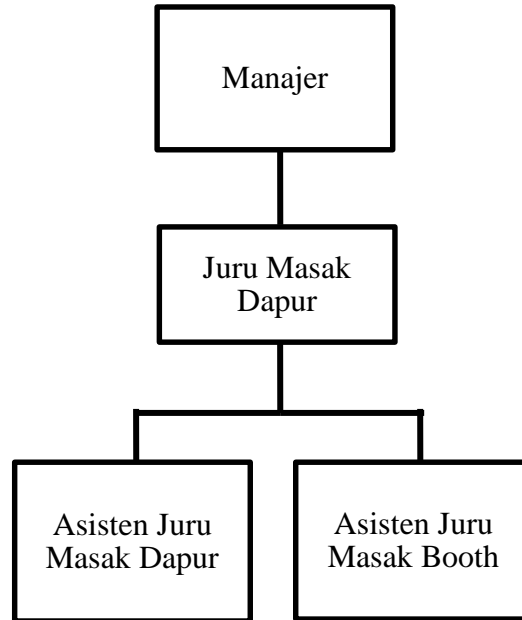 Manajer
Juru Masak
Dapur
Asisten Juru
Masak Dapur
Asisten Juru
Masak Booth